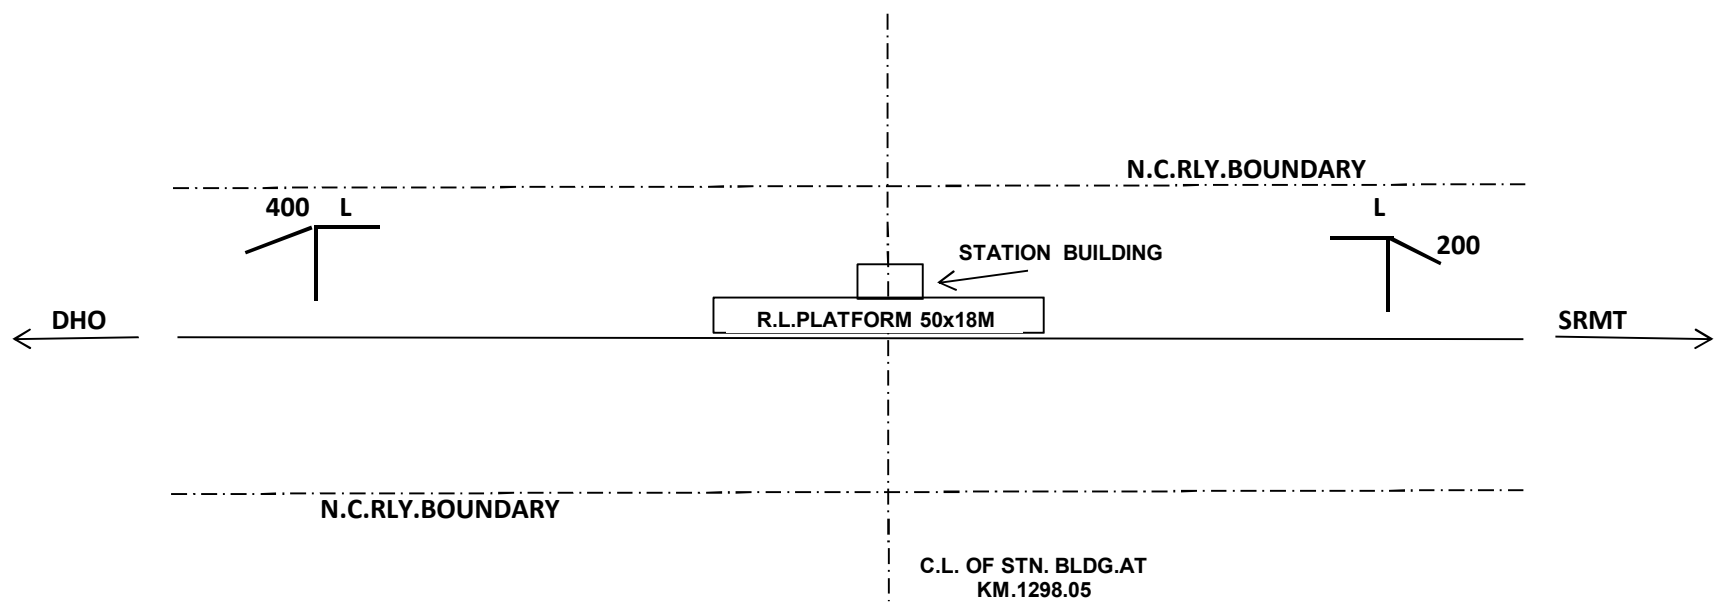 N.C.RLY.BOUNDARY
400 L
L
200
STATION BUILDING
DHO
R.L.PLATFORM 50x18M
SRMT
N.C.RLY.BOUNDARY
C.L. OF STN. BLDG.AT
KM.1298.05